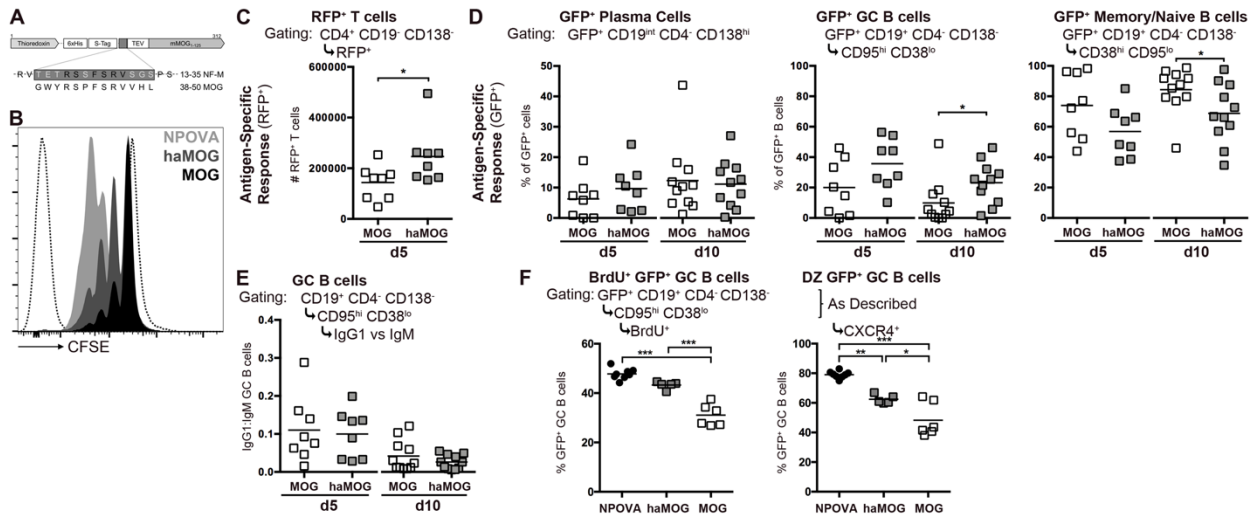 A
1
312
Thioredoxin
6xHis
S-Tag
TEV
mMOG1-125
-R-V-T E T R S S F S R V S G S-P-S- 13-35 NF-M
G W Y R S P F S R V V H L 38-50 MOG
B
NPOVA
haMOG
MOG
CFSE
C
RFP+ T cells
Gating: CD4+ CD19- CD138-
RFP+
Antigen-Specific
Response (RFP+)
# RFP+ T cells
600000
400000
200000
0
*
MOG haMOG
d5
D
GFP+ Plasma Cells
Gating: GFP+ CD19int CD4- CD138hi
Antigen-Specific
Response (GFP+)
% of GFP+ cells
60
40
20
0
MOG haMOG MOG haMOG
d5 d10
GFP+ GC B cells
GFP+ CD19+ CD4- CD138-
CD95hi CD38lo
% of GFP+ B cells
100
80
60
40
20
0
*
MOG haMOG MOG haMOG
d5 d10
GFP+ Memory/Naive B cells
GFP+ CD19+ CD4- CD138-
CD38hi CD95lo
100
80
60
40
20
0
*
MOG haMOG MOG haMOG
d5 d10
E
GC B cells
Gating: CD19+ CD4- CD138-
CD95hi CD38lo
IgG1 vs IgM
IgG1:IgM GC B cells
0.4
0.3
0.2
0.1
0.0
MOG haMOG MOG haMOG
d5 d10
F
BrdU+ GFP+ GC B cells
Gating: GFP+ CD19+ CD4- CD138-
CD95hi CD38lo
BrdU+
% GFP+ GC B cells
60
40
20
0
***
***
NPOVA haMOG MOG
DZ GFP+ GC B cells
As Described
CXCR4+
% GFP+ GC B cells
100
80
60
40
20
0
***
** *
NPOVA haMOG MOG